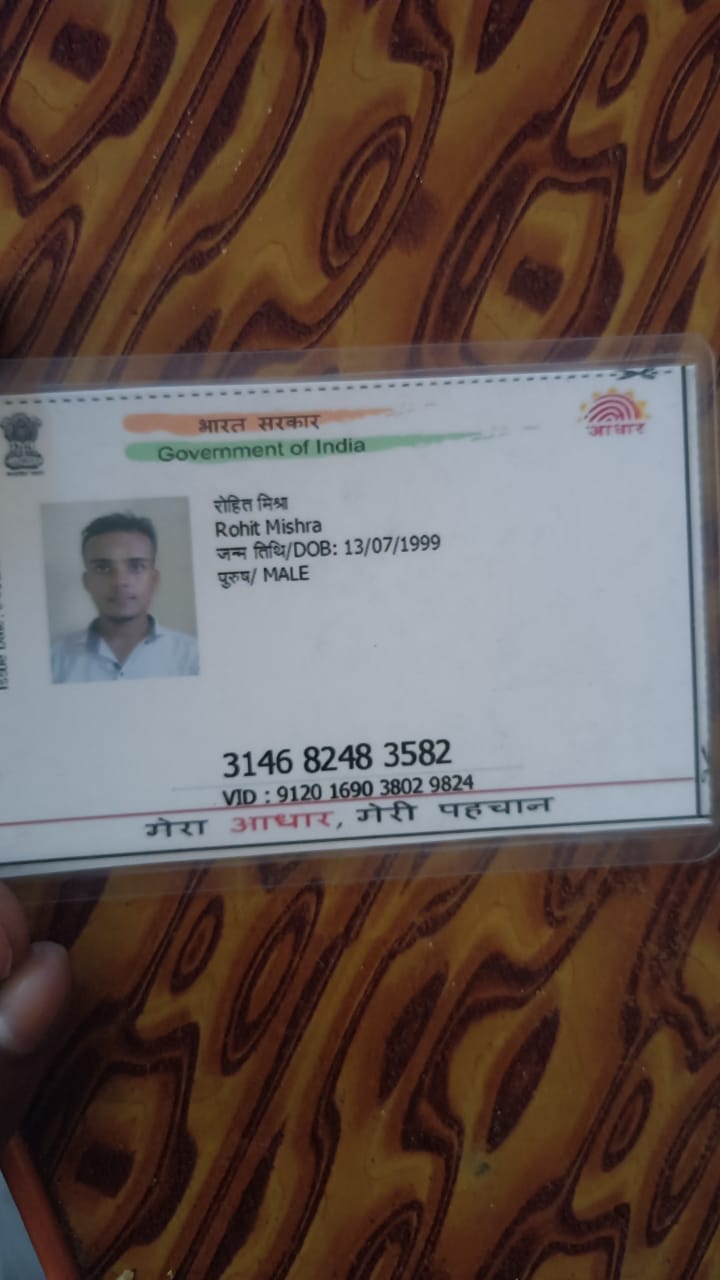 भारत सरकार
Government of India
आधार
रोहित मिश्रा
Rohit Mishra
जन्म तिथि/DOB: 13/07/1999
पुरुष/ MALE
3146 8248 3582
VID : 9120 1690 3802 9824
मेरा आधार, मेरी पहचान